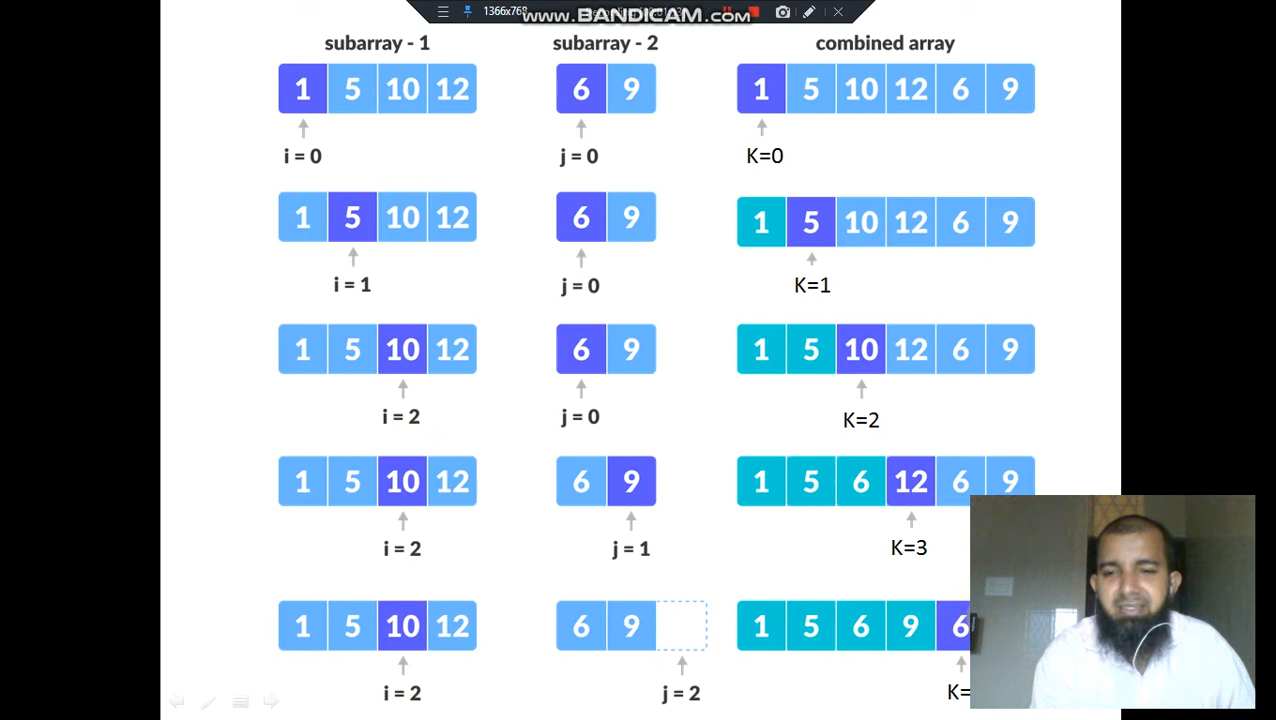 1366x768
www.BANDICAM.com
subarray - 1 subarray - 2 combined array
1 5 10 12 6 9 1 5 10 12 6 9
i = 0 j = 0 K=0
1 5 10 12 6 9 1 5 10 12 6 9
i = 1 j = 0 K=1
1 5 10 12 6 9 1 5 10 12 6 9
i = 2 j = 0 K=2
1 5 10 12 6 9 1 5 6 12 6 9
i = 2 j = 1 K=3
1 5 10 12 6 9 1 5 6 9 6
i = 2 j = 2 K=